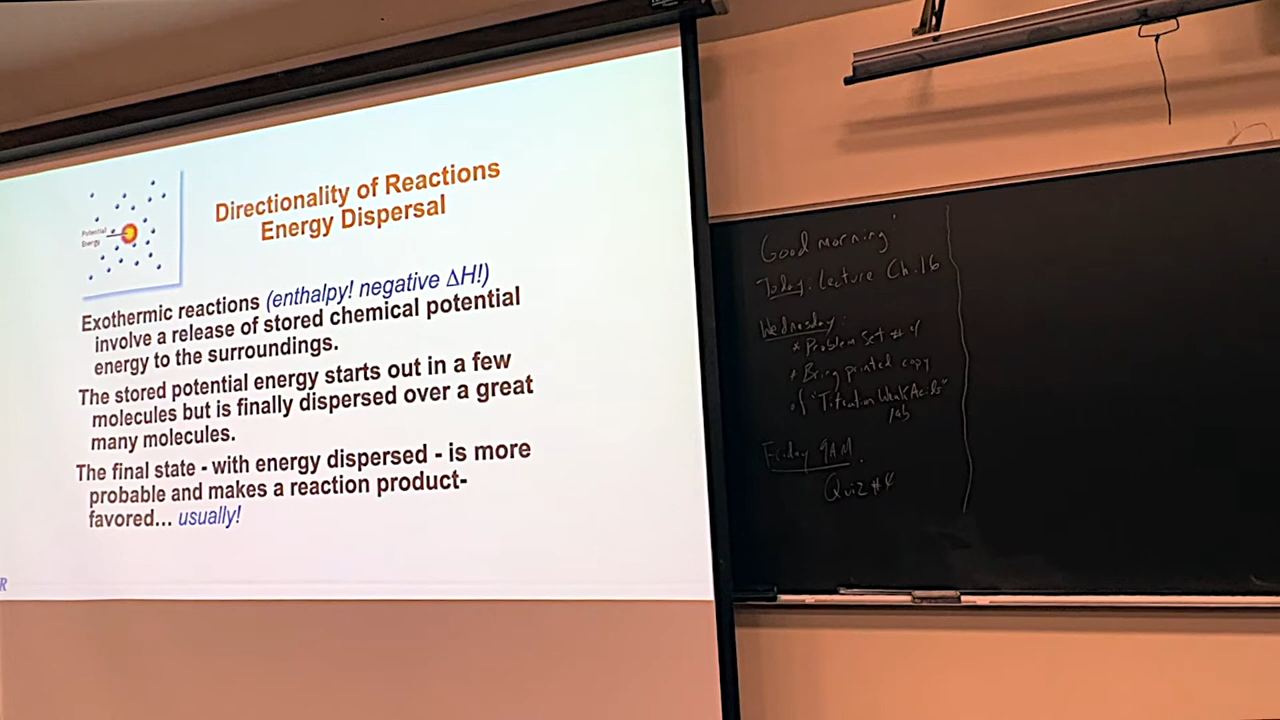 Directionality of Reactions
Energy Dispersal
Potential
Energy
Exothermic reactions (enthalpy! negative ΔH!)
involve a release of stored chemical potential
energy to the surroundings.
The stored potential energy starts out in a few
molecules but is finally dispersed over a great
many molecules.
The final state - with energy dispersed - is more
probable and makes a reaction product-
favored... usually!
R
Good morning
Today: Lecture Ch. 16
Wednesday:
* Problem Set #4
* Bring printed copy
of "Titration Weak Acids"
lab
Friday 9AM
Quiz #4